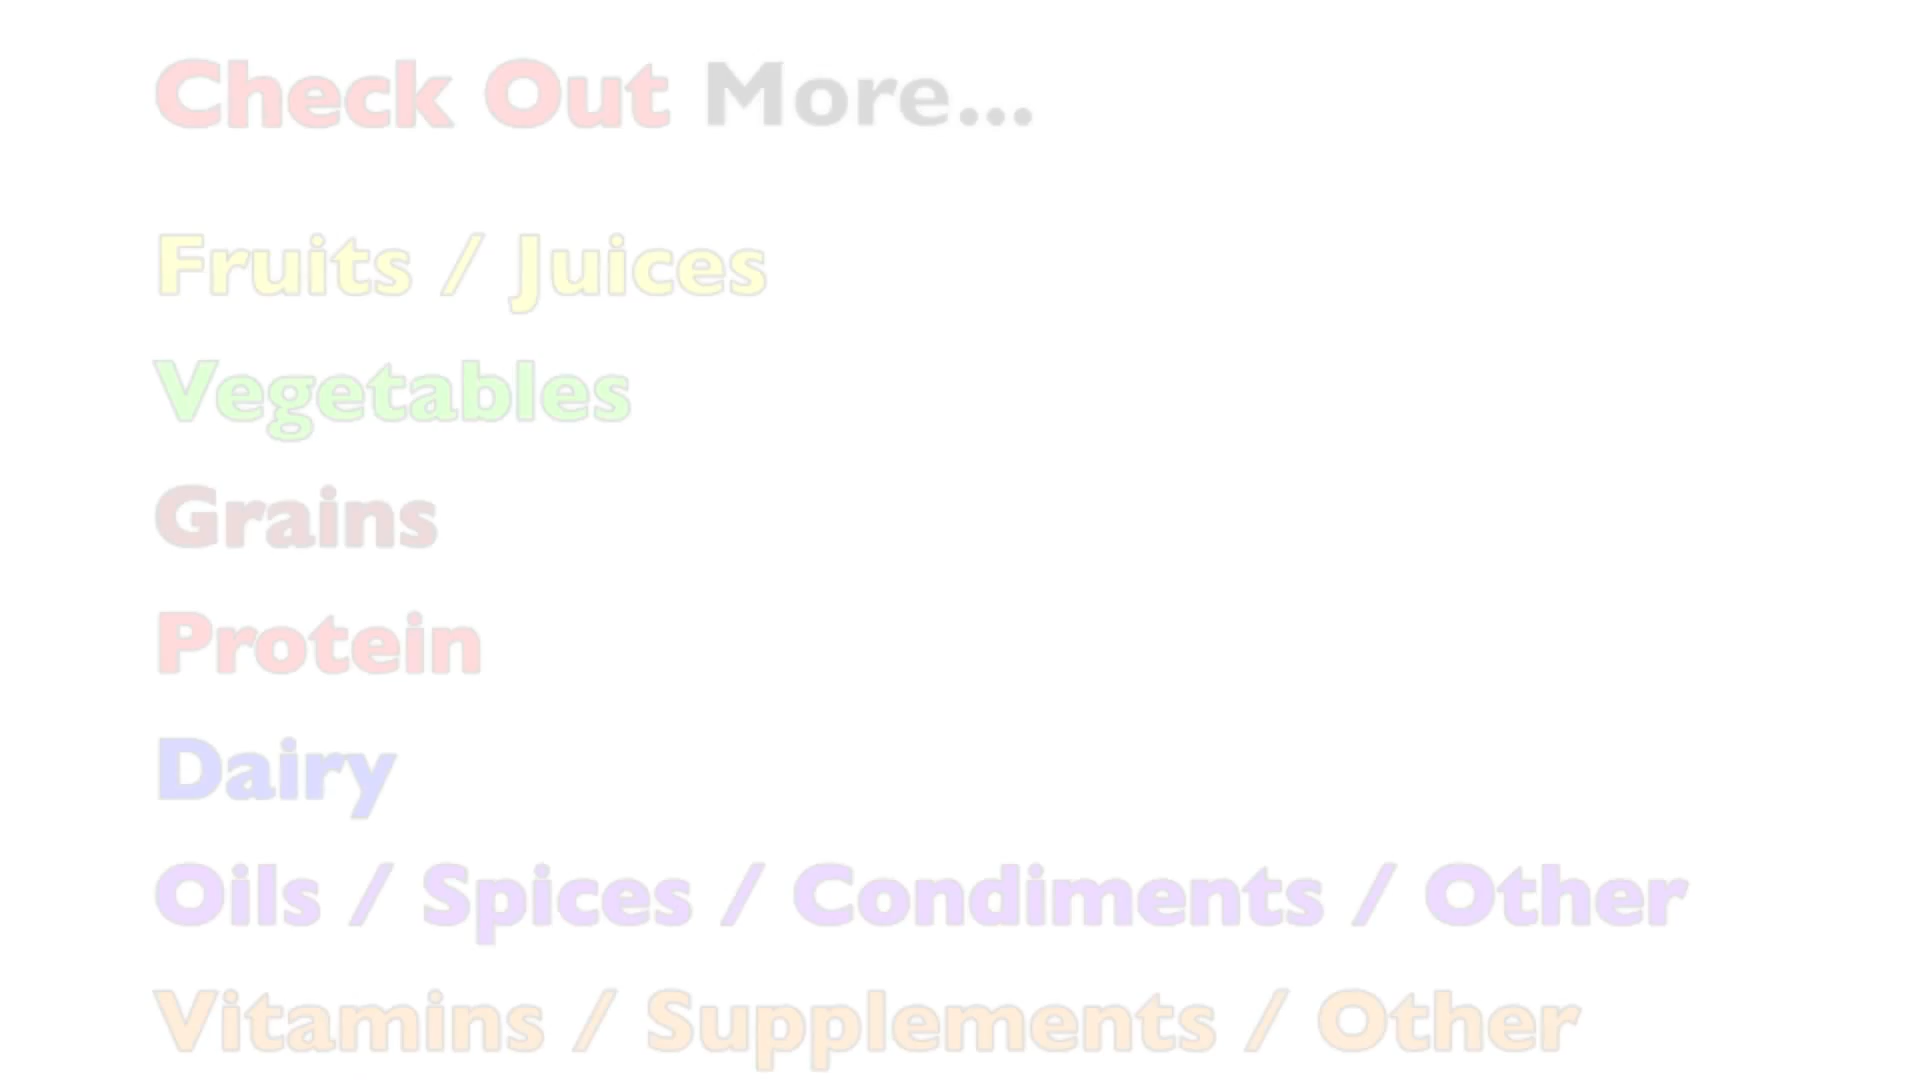 Check Out More...
Fruits / Juices
Vegetables
Grains
Protein
Dairy
Oils / Spices / Condiments / Other
Vitamins / Supplements / Other